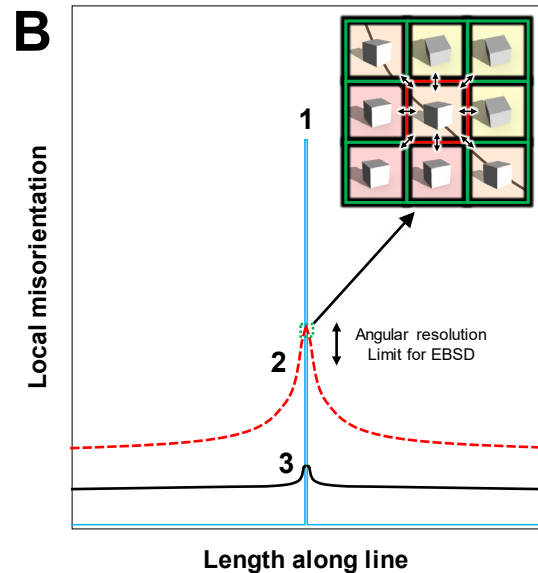 B
1
Angular resolution
Limit for EBSD
2
3
Local misorientation
Length along line